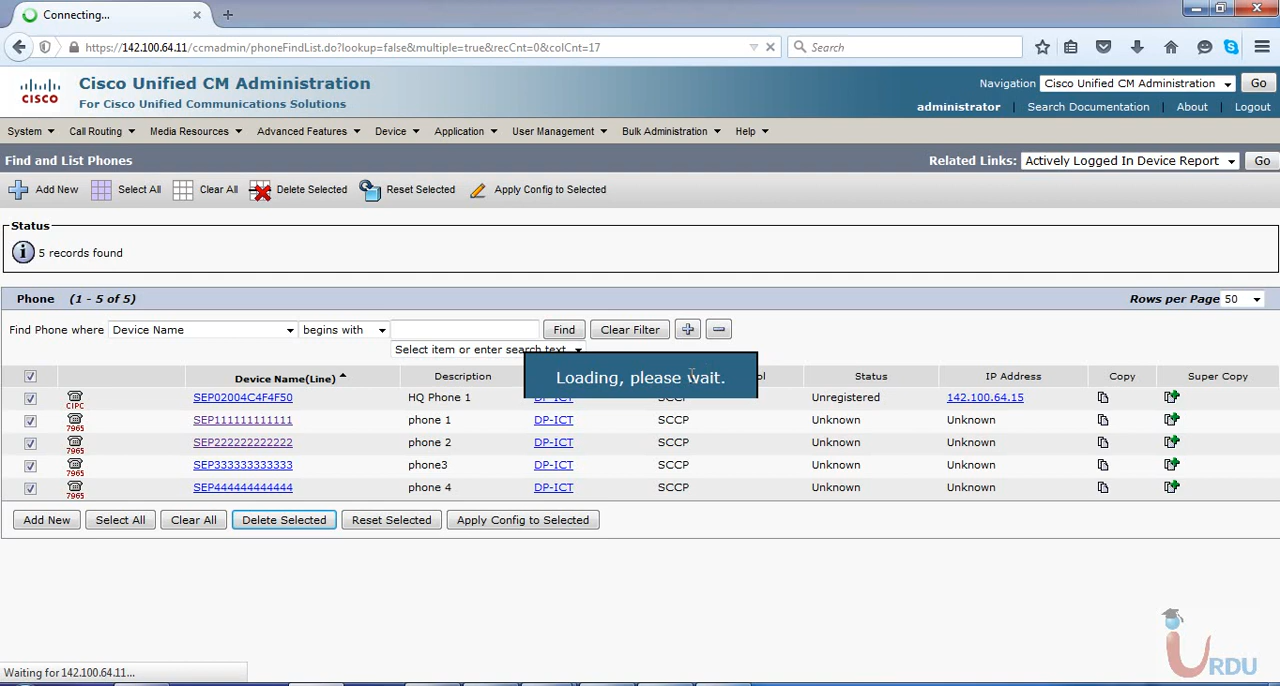 Connecting...
https://142.100.64.11/ccmadmin/phoneFindList.do?lookup=false&multiple=true&recCnt=0&colCnt=17
Search
CISCO
Cisco Unified CM Administration
For Cisco Unified Communications Solutions
Navigation Cisco Unified CM Administration Go
administrator Search Documentation About Logout
System Call Routing Media Resources Advanced Features Device Application User Management Bulk Administration Help
Find and List Phones
Related Links: Actively Logged In Device Report Go
Add New Select All Clear All Delete Selected Reset Selected Apply Config to Selected
Status
5 records found
Phone (1 - 5 of 5)
Rows per Page 50
Find Phone where Device Name begins with Find Clear Filter
Select item or enter search text
Loading, please wait.
Device Name(Line) Description Status IP Address Copy Super Copy
CIPC SEP02004C4F4F50 HQ Phone 1 DP-ICT SCCP Unregistered 142.100.64.15
7965 SEP111111111111 phone 1 DP-ICT SCCP Unknown Unknown
7965 SEP222222222222 phone 2 DP-ICT SCCP Unknown Unknown
7965 SEP333333333333 phone3 DP-ICT SCCP Unknown Unknown
7965 SEP444444444444 phone 4 DP-ICT SCCP Unknown Unknown
Add New Select All Clear All Delete Selected Reset Selected Apply Config to Selected
URDU
Waiting for 142.100.64.11...